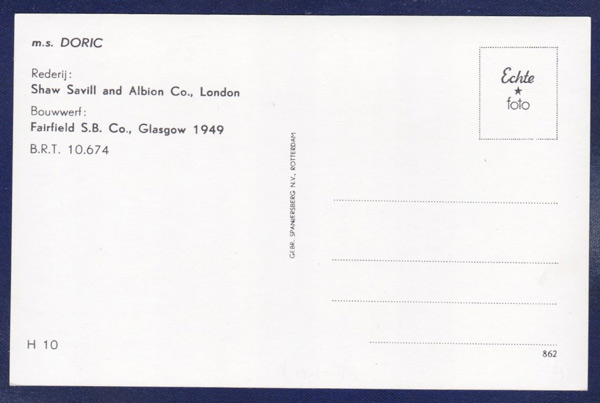 m.s. DORIC
Rederij:
Shaw Savill and Albion Co., London
Bouwwerf:
Fairfield S.B. Co., Glasgow 1949
B.R.T. 10.674
H 10
GEBR. SPANJERSBERG N.V., ROTTERDAM
Echte
foto
862